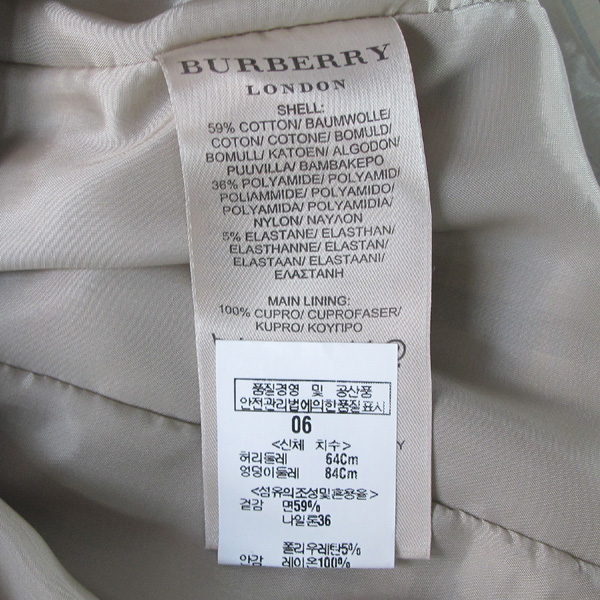 BURBERRY
LONDON
SHELL:
59% COTTON/ BAUMWOLLE/
COTON/ COTONE/ BOMULD/
BOMULL/ KATOEN/ ALGODON/
PUUVILLA/ BAMBAKEPO
36% POLYAMIDE/ POLYAMID/
POLIAMMIDE/ POLYAMIDO/
POLYAMIDA/ POLYAMIDIA/
NYLON/ ΝΑΥΛΟΝ
5% ELASTANE/ ELASTHAN/
ELASTHANNE/ ELASTAN/
ELASTAAN/ ELASTAANI/
ΕΛΑΣΤΑΝΗ
MAIN LINING:
100% CUPRO/ CUPROFASER/
KUPRO/ ΚΟΥΠΡΟ
품질경영 및 공산품
안전관리법에의한품질표시
06
<신체 치수>
허리둘레 64Cm
엉덩이둘레 84Cm
<섬유의조성및혼용율>
겉감 면59%
나일론36
폴리우레탄5%
안감 레이온100%
Y